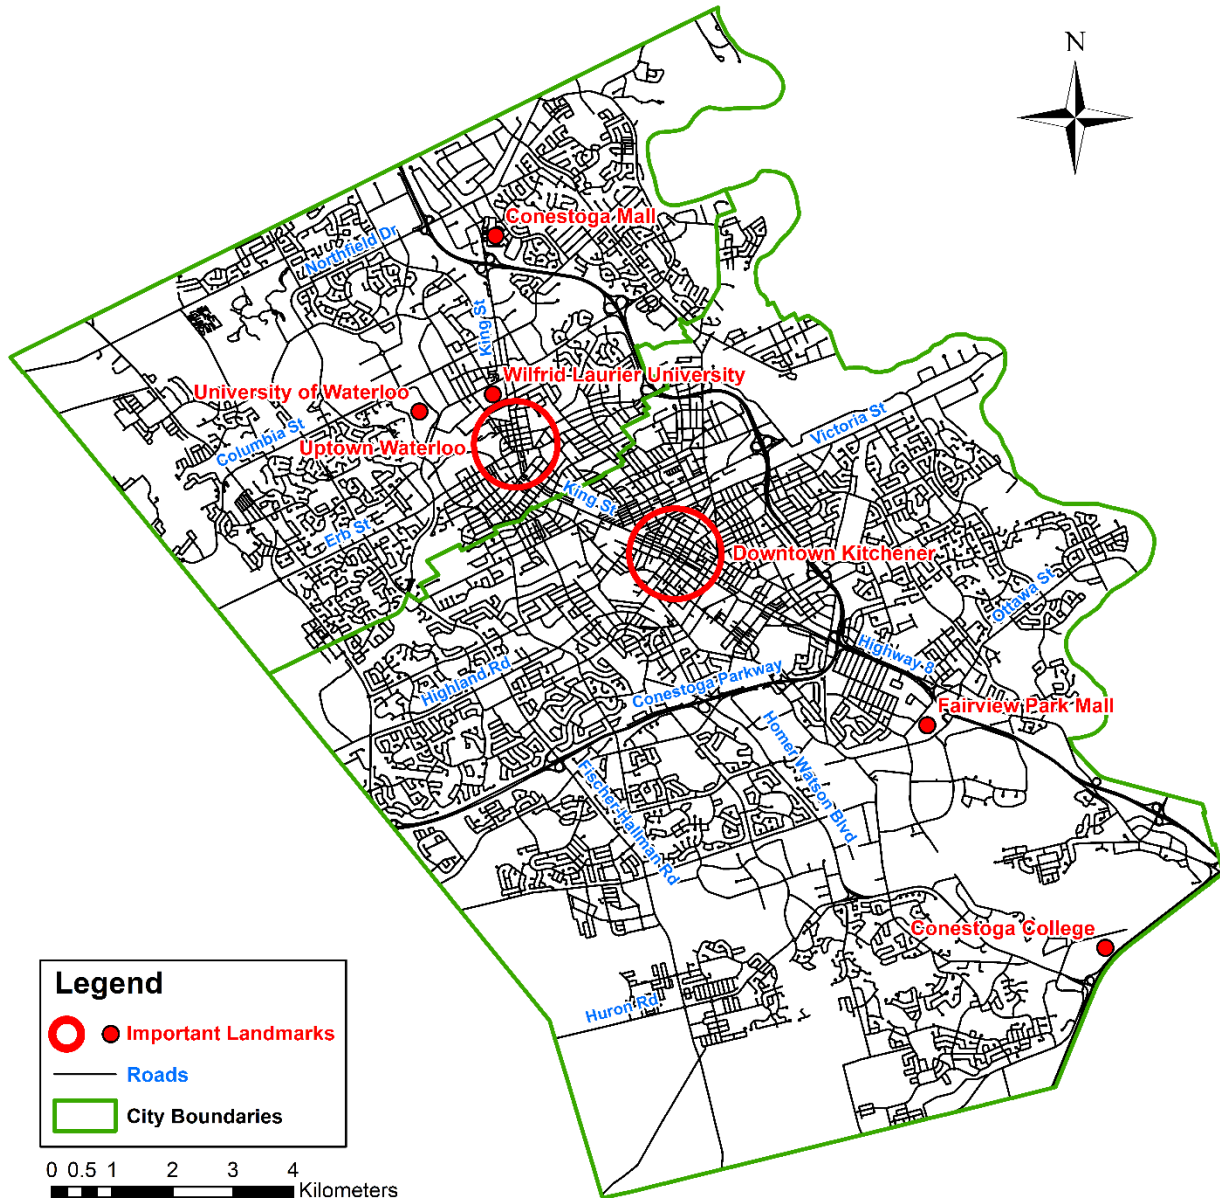 N
Conestoga Mall
Northfield Dr
King St
Wilfrid Laurier University
University of Waterloo
Columbia St
Uptown Waterloo
Victoria St
King St
Erb St
Downtown Kitchener
Ottawa St
Highway 8
Highland Rd
Conestoga Parkway
Fairview Park Mall
Homer Watson Blvd
Fischer-Hallman Rd
Conestoga College
Huron Rd
Legend
Important Landmarks
Roads
City Boundaries
0 0.5 1 2 3 4
Kilometers